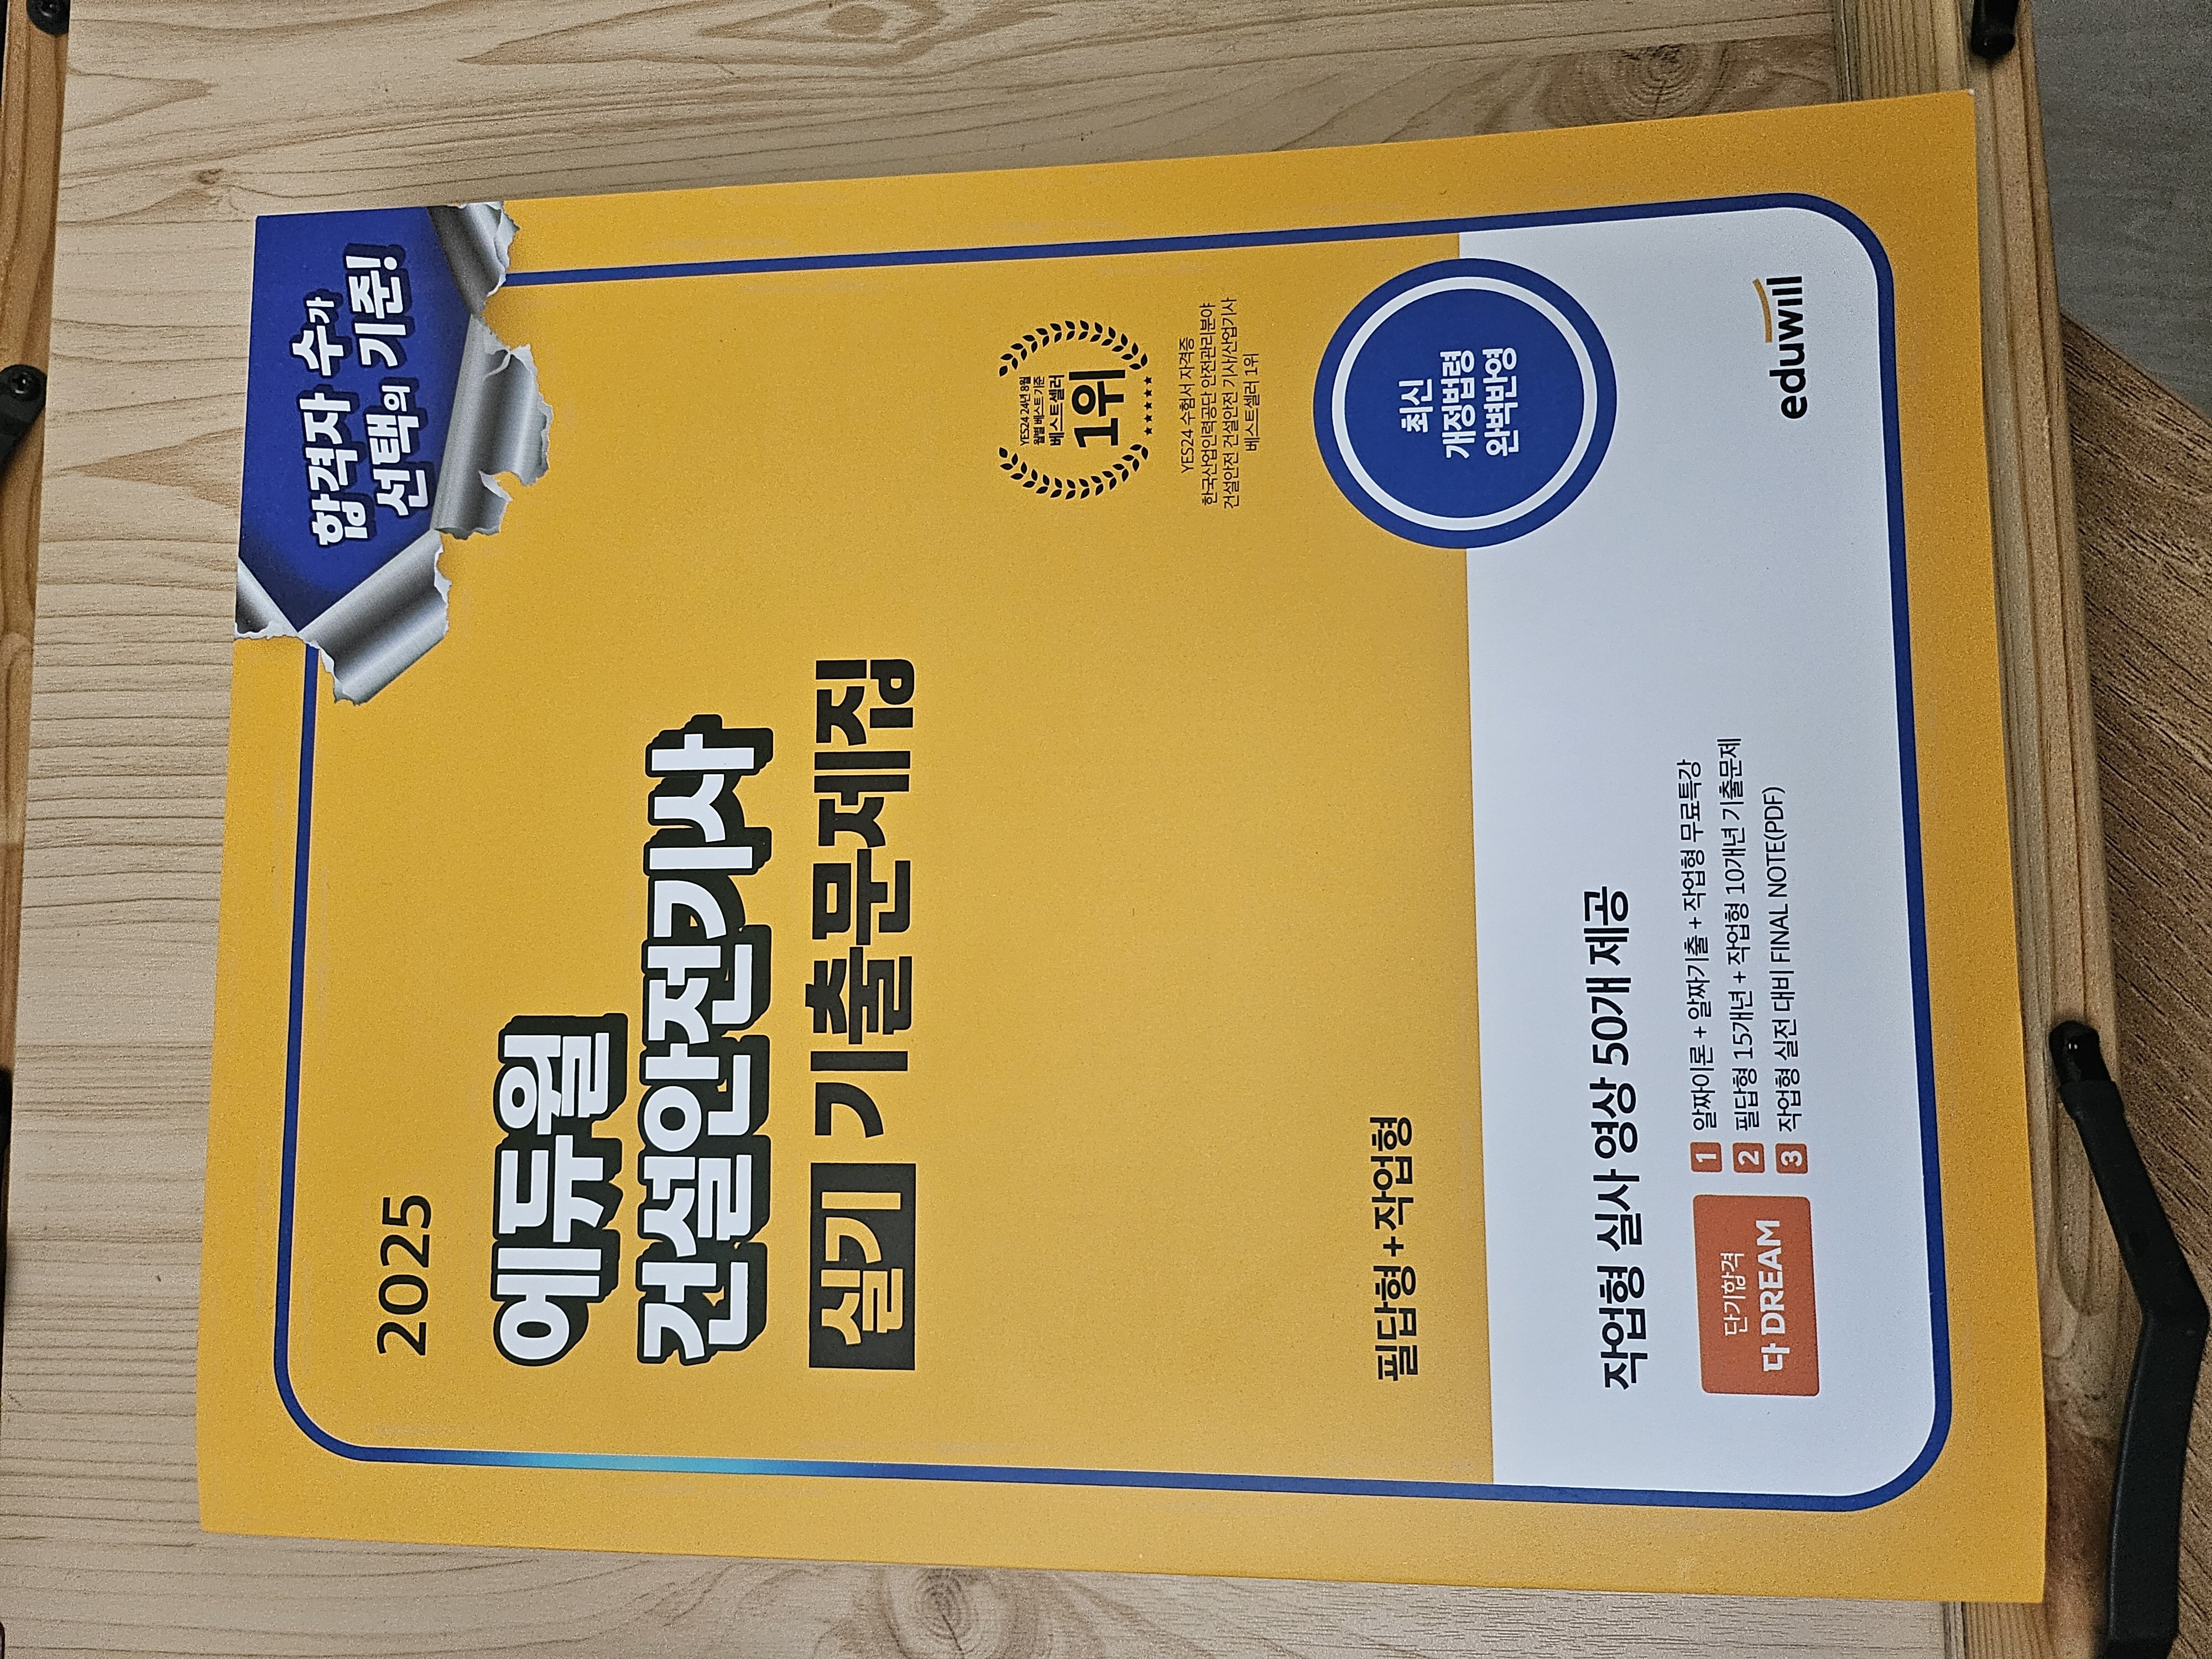 합격자 수가
선택의 기준!
2025
에듀윌
건설안전기사
실기 기출문제집
YES24 24년 8월
월별 베스트 기준
베스트셀러
1위
★★★★★
YES24 수험서 자격증
한국산업인력공단 안전관리분야
건설안전 건설안전 기사/산업기사
베스트셀러 1위
필답형 + 작업형
최신
개정법령
완벽반영
작업형 실사 영상 50개 제공
단기합격
다 DREAM
1 알짜이론 + 알짜기출 + 작업형 무료특강
2 필답형 15개년 + 작업형 10개년 기출문제
3 작업형 실전 대비 FINAL NOTE(PDF)
eduwill